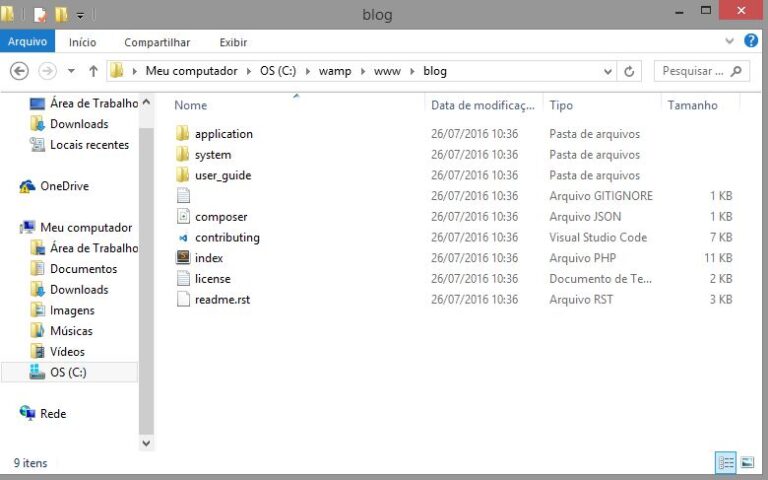 blog
Arquivo Início Compartilhar Exibir
Meu computador OS (C:) wamp www blog Pesquisar ...
Nome Data de modificaç... Tipo Tamanho
Área de Trabalho
Downloads
Locais recentes
OneDrive
Meu computador
Área de Trabalho
Documentos
Downloads
Imagens
Músicas
Vídeos
OS (C:)
Rede
application 26/07/2016 10:36 Pasta de arquivos
system 26/07/2016 10:36 Pasta de arquivos
user_guide 26/07/2016 10:36 Pasta de arquivos
26/07/2016 10:36 Arquivo GITIGNORE 1 KB
composer 26/07/2016 10:36 Arquivo JSON 1 KB
contributing 26/07/2016 10:36 Visual Studio Code 7 KB
index 26/07/2016 10:36 Arquivo PHP 11 KB
license 26/07/2016 10:36 Documento de Te... 2 KB
readme.rst 26/07/2016 10:36 Arquivo RST 3 KB
9 itens